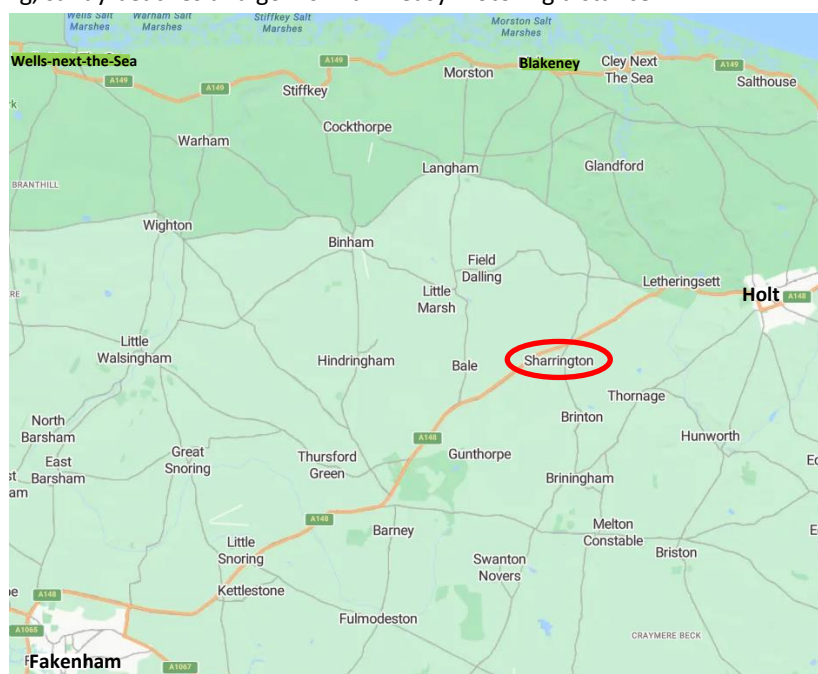 Wells Salt
Marshes
Warham Salt
Marshes
Stiffkey Salt
Marshes
Morston Salt
Marshes
Wells-next-the-Sea
A149
A149
A149
A149
Stiffkey
Morston
Blakeney
Cley Next
The Sea
Salthouse
Warham
Cockthorpe
Langham
Glandford
BRANTHILL
Wighton
Binham
Field
Dalling
Little
Marsh
Letheringsett
Holt
A148
Little
Walsingham
Hindringham
Bale
Sharrington
Thornage
Brinton
Hunworth
North
Barsham
East
Barsham
Great
Snoring
Thursford
Green
A148
Gunthorpe
Briningham
A148
Little
Snoring
Barney
Melton
Constable
Briston
Swanton
Novers
Kettlestone
A148
Fulmodeston
CRAYMERE BECK
A1065
Fakenham
A1067